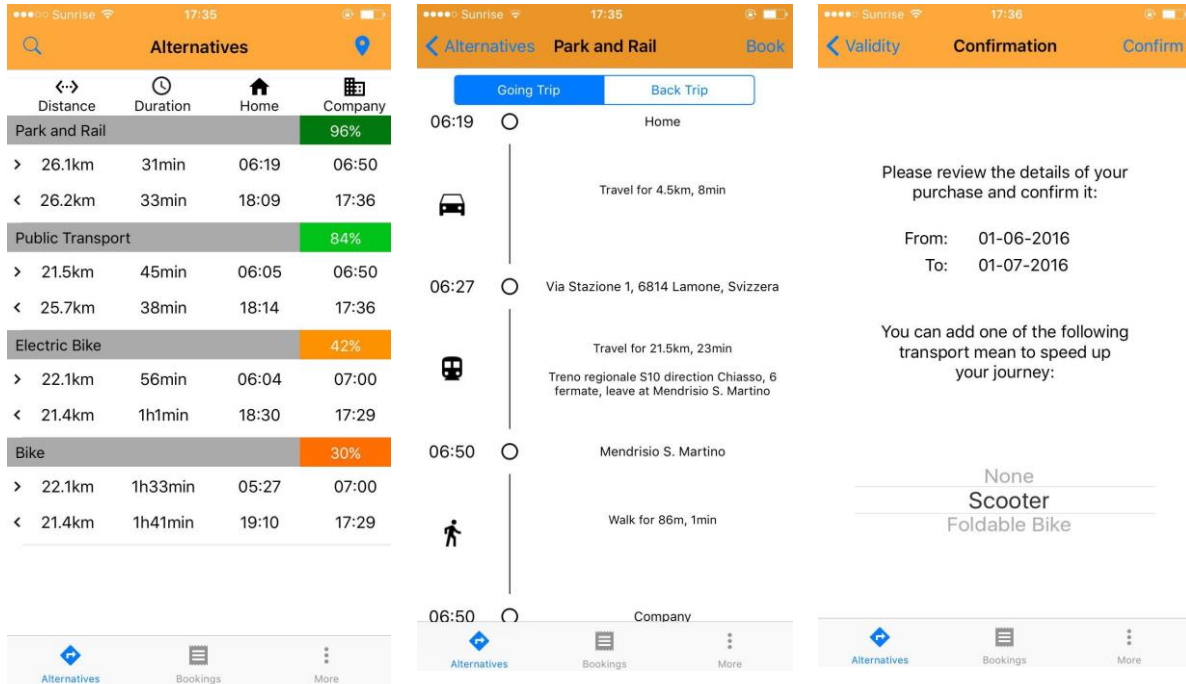 Sunrise 17:35
Alternatives
Distance Duration Home Company
Park and Rail 96%
> 26.1km 31min 06:19 06:50
< 26.2km 33min 18:09 17:36
Public Transport 84%
> 21.5km 45min 06:05 06:50
< 25.7km 38min 18:14 17:36
Electric Bike 42%
> 22.1km 56min 06:04 07:00
< 21.4km 1h1min 18:30 17:29
Bike 30%
> 22.1km 1h33min 05:27 07:00
< 21.4km 1h41min 19:10 17:29
Alternatives Bookings More
Sunrise 17:35
Alternatives Park and Rail Book
Going Trip Back Trip
06:19 Home
Travel for 4.5km, 8min
06:27 Via Stazione 1, 6814 Lamone, Svizzera
Travel for 21.5km, 23min
Treno regionale S10 direction Chiasso, 6
fermate, leave at Mendrisio S. Martino
06:50 Mendrisio S. Martino
Walk for 86m, 1min
06:50 Company
Alternatives Bookings More
Sunrise 17:36
Validity Confirmation Confirm
Please review the details of your
purchase and confirm it:
From: 01-06-2016
To: 01-07-2016
You can add one of the following
transport mean to speed up
your journey:
None
Scooter
Foldable Bike
Alternatives Bookings More